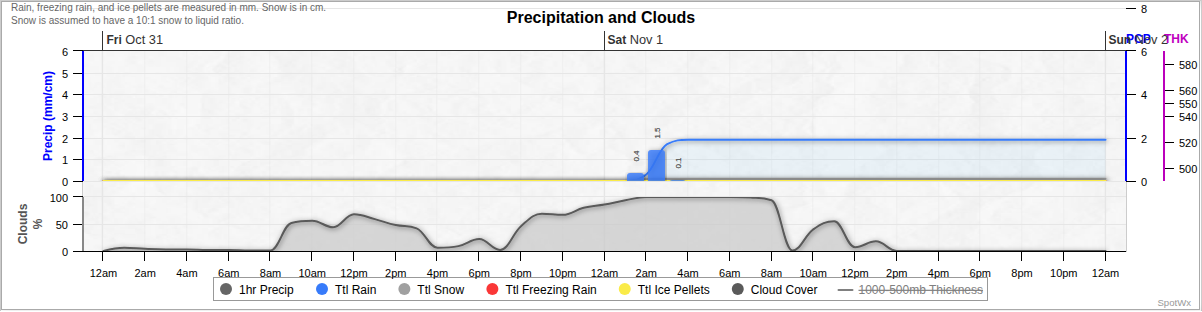 Rain, freezing rain, and ice pellets are measured in mm. Snow is in cm.
Snow is assumed to have a 10:1 snow to liquid ratio.
Precipitation and Clouds
Fri Oct 31
Sat Nov 1
Sun Nov 2
PCP
THK
8
6
5
4
3
2
1
0
Precip (mm/cm)
0.4
1.5
0.1
6
4
2
0
580
560
550
540
520
500
100
50
0
Clouds
%
12am 2am 4am 6am 8am 10am 12pm 2pm 4pm 6pm 8pm 10pm 12am 2am 4am 6am 8am 10am 12pm 2pm 4pm 6pm 8pm 10pm 12am
1hr Precip Ttl Rain Ttl Snow Ttl Freezing Rain Ttl Ice Pellets Cloud Cover 1000-500mb Thickness
SpotWx